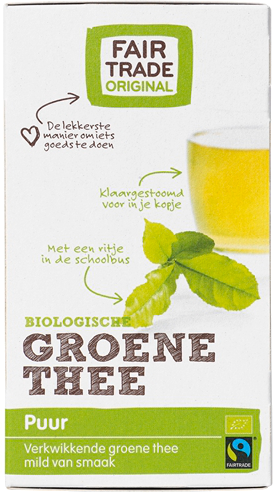 FAIR
TRADE
ORIGINAL
De lekkerste
manier om iets
goeds te doen
Klaargestoomd
voor in je kopje
Met een ritje
in de schoolbus
BIOLOGISCHE
GROENE
THEE
Puur
Verkwikkende groene thee
mild van smaak
FAIRTRADE